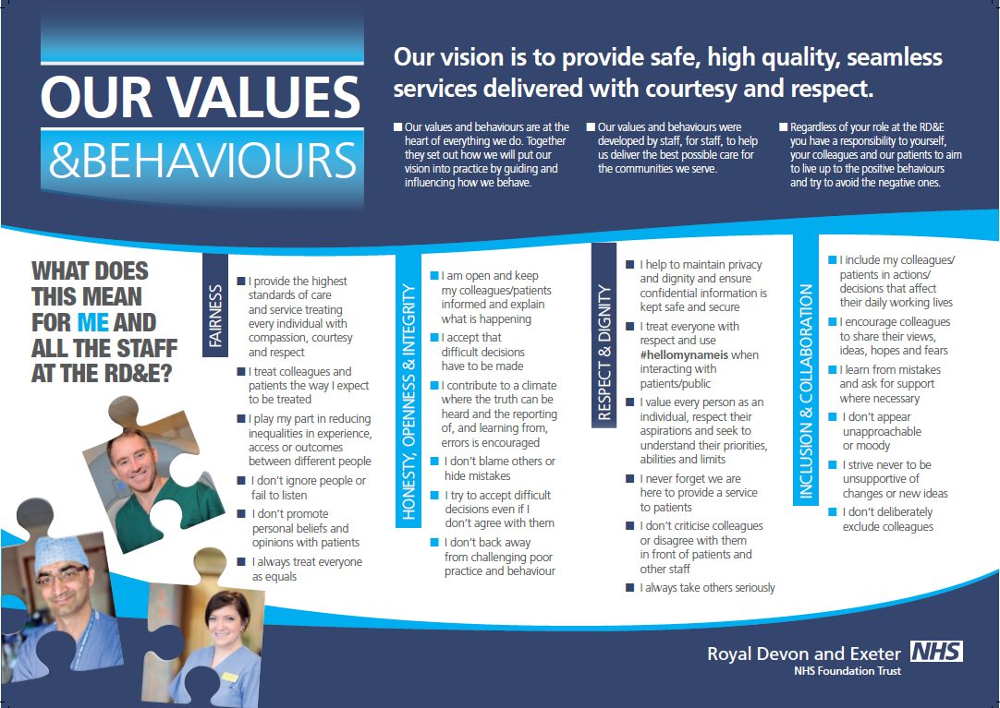 OUR VALUES
&BEHAVIOURS
Our vision is to provide safe, high quality, seamless
services delivered with courtesy and respect.
■ Our values and behaviours are at the
heart of everything we do. Together
they set out how we will put our
vision into practice by guiding and
influencing how we behave.
■ Our values and behaviours were
developed by staff, for staff, to help
us deliver the best possible care for
the communities we serve.
■ Regardless of your role at the RD&E
you have a responsibility to yourself,
your colleagues and our patients to aim
to live up to the positive behaviours
and try to avoid the negative ones.
WHAT DOES
THIS MEAN
FOR ME AND
ALL THE STAFF
AT THE RD&E?
FAIRNESS
■ I provide the highest
standards of care
and service treating
every individual with
compassion, courtesy
and respect
■ I treat colleagues and
patients the way I expect
to be treated
■ I play my part in reducing
inequalities in experience,
access or outcomes
between different people
■ I don't ignore people or
fail to listen
■ I don't promote
personal beliefs and
opinions with patients
■ I always treat everyone
as equals
HONESTY, OPENNESS & INTEGRITY
■ I am open and keep
my colleagues/patients
informed and explain
what is happening
■ I accept that
difficult decisions
have to be made
■ I contribute to a climate
where the truth can be
heard and the reporting
of, and learning from,
errors is encouraged
■ I don't blame others or
hide mistakes
■ I try to accept difficult
decisions even if I
don't agree with them
■ I don't back away
from challenging poor
practice and behaviour
RESPECT & DIGNITY
■ I help to maintain privacy
and dignity and ensure
confidential information is
kept safe and secure
■ I treat everyone with
respect and use
#hellomynameis when
interacting with
patients/public
■ I value every person as an
individual, respect their
aspirations and seek to
understand their priorities,
abilities and limits
■ I never forget we are
here to provide a service
to patients
■ I don't criticise colleagues
or disagree with them
in front of patients and
other staff
■ I always take others seriously
INCLUSION & COLLABORATION
■ I include my colleagues/
patients in actions/
decisions that affect
their daily working lives
■ I encourage colleagues
to share their views,
ideas, hopes and fears
■ I learn from mistakes
and ask for support
where necessary
■ I don't appear
unapproachable
or moody
■ I strive never to be
unsupportive of
changes or new ideas
■ I don't deliberately
exclude colleagues
Royal Devon and Exeter NHS
NHS Foundation Trust